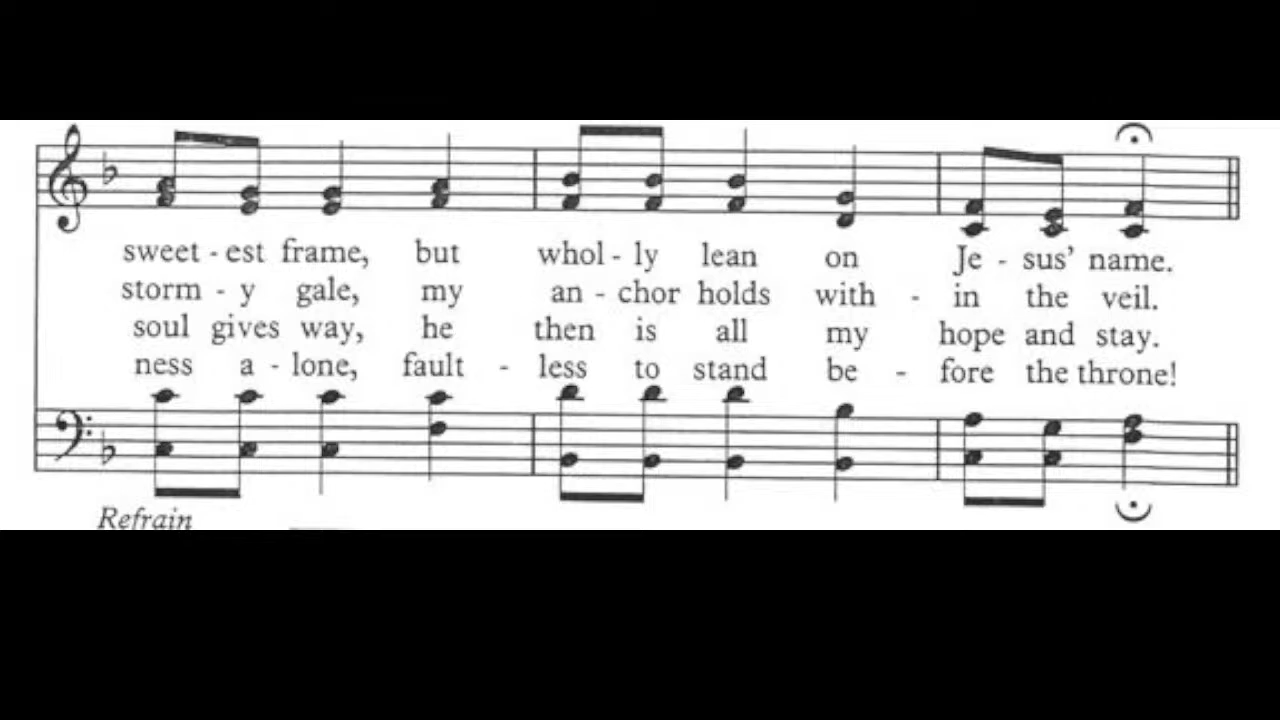 sweet - est frame, but whol - ly lean on Je - sus' name.
storm - y gale, my an - chor holds with - in the veil.
soul gives way, he then is all my hope and stay.
ness a - lone, fault - less to stand be - fore the throne!
Refrain